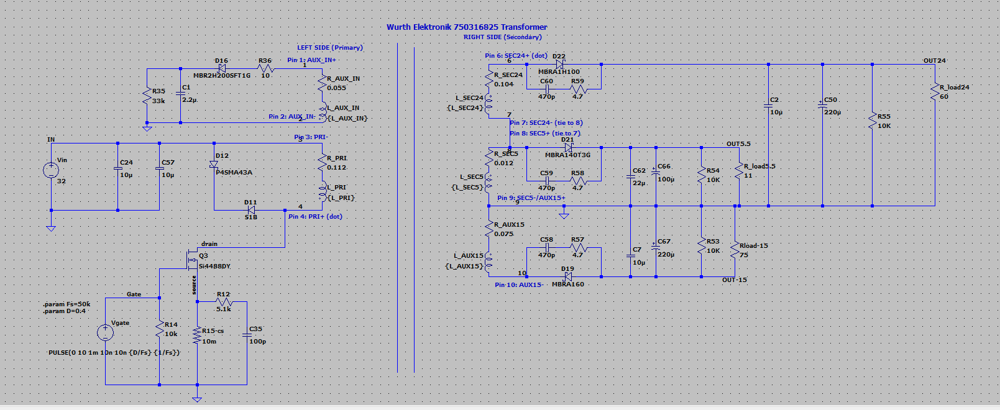 Wurth Elektronik 750316825 Transformer
RIGHT SIDE (Secondary)
LEFT SIDE (Primary)
Pin 1: AUX_IN+
1
D16
MBR2H200SFT1G
R36
10
R_AUX_IN
0.055
R35
33k
C1
2.2µ
L_AUX_IN
{L_AUX_IN}
Pin 2: AUX_IN-
2
Pin 3: PRI-
3
IN
Vin
32
C24
10µ
C57
10µ
D12
P4SMA43A
R_PRI
0.112
L_PRI
{L_PRI}
D11
S1B
4
Pin 4: PRI+ (dot)
drain
Q3
Si4488DY
source
Gate
.param Fs=50k
.param D=0.4
Vgate
R14
10k
R12
5.1k
R15-cs
10m
C35
100p
PULSE(0 10 1m 10n 10n {D/Fs} {1/Fs})
Pin 6: SEC24+ (dot)
6
D22
MBRA1H100
OUT24
R_SEC24
0.104
C60
470p
R59
4.7
L_SEC24
{L_SEC24}
7
Pin 7: SEC24- (tie to 8)
Pin 8: SEC5+ (tie to 7)
8
C2
10µ
C50
220µ
R55
10K
R_load24
60
D21
MBRA140T3G
OUT5.5
R_SEC5
0.012
C59
470p
R58
4.7
L_SEC5
{L_SEC5}
C62
22µ
C66
100µ
R54
10K
R_load5.5
11
Pin 9: SEC5-/AUX15+
9
R_AUX15
0.075
C58
470p
R57
4.7
L_AUX15
{L_AUX15}
C7
10µ
C67
220µ
R53
10K
Rload-15
75
10
D19
MBRA160
Pin 10: AUX15-
OUT-15